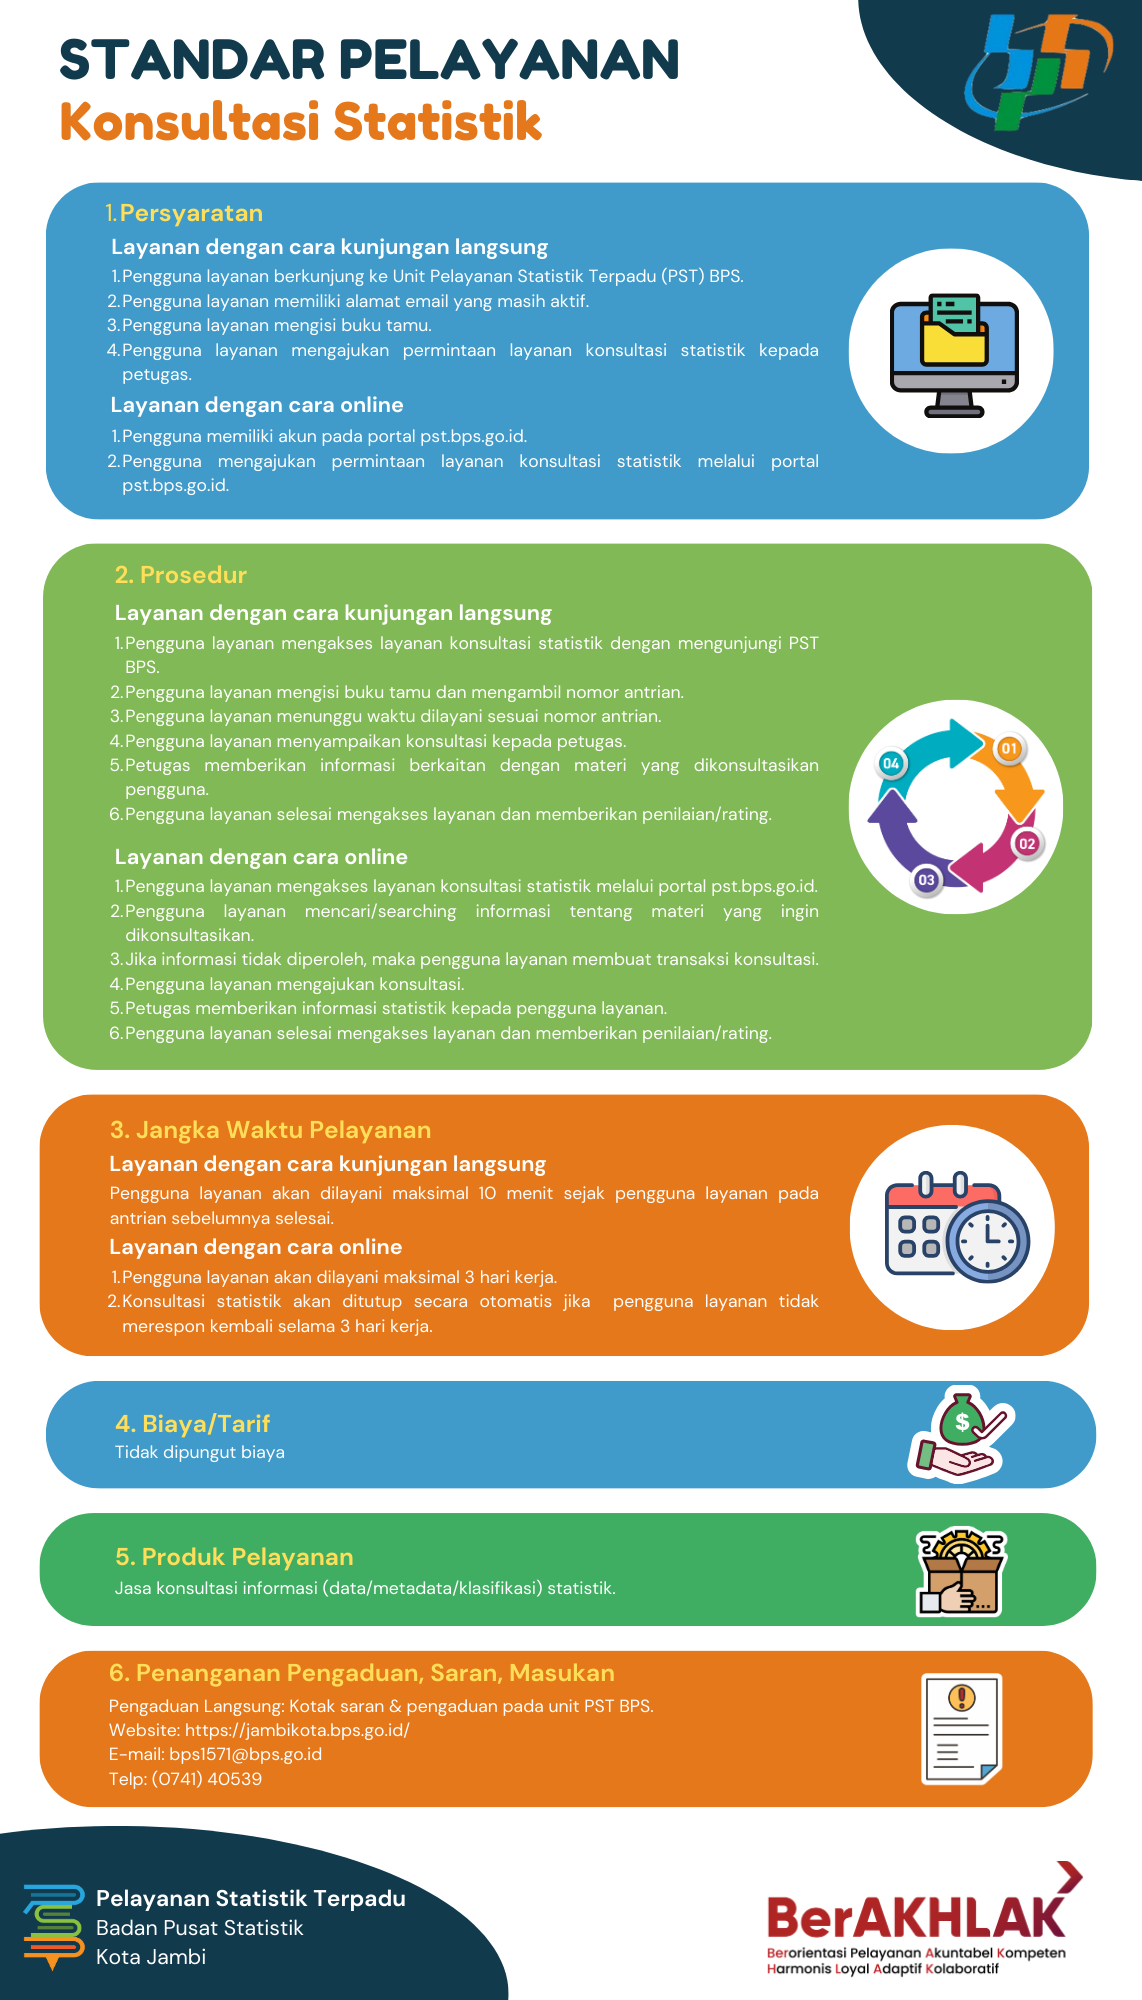 STANDAR PELAYANAN
Konsultasi Statistik
1. Persyaratan
Layanan dengan cara kunjungan langsung
1. Pengguna layanan berkunjung ke Unit Pelayanan Statistik Terpadu (PST) BPS.
2. Pengguna layanan memiliki alamat email yang masih aktif.
3. Pengguna layanan mengisi buku tamu.
4. Pengguna layanan mengajukan permintaan layanan konsultasi statistik kepada
petugas.
Layanan dengan cara online
1. Pengguna memiliki akun pada portal pst.bps.go.id.
2. Pengguna mengajukan permintaan layanan konsultasi statistik melalui portal
pst.bps.go.id.
2. Prosedur
Layanan dengan cara kunjungan langsung
1. Pengguna layanan mengakses layanan konsultasi statistik dengan mengunjungi PST
BPS.
2. Pengguna layanan mengisi buku tamu dan mengambil nomor antrian.
3. Pengguna layanan menunggu waktu dilayani sesuai nomor antrian.
4. Pengguna layanan menyampaikan konsultasi kepada petugas.
5. Petugas memberikan informasi berkaitan dengan materi yang dikonsultasikan
pengguna.
6. Pengguna layanan selesai mengakses layanan dan memberikan penilaian/rating.
Layanan dengan cara online
1. Pengguna layanan mengakses layanan konsultasi statistik melalui portal pst.bps.go.id.
2. Pengguna layanan mencari/searching informasi tentang materi yang ingin
dikonsultasikan.
3. Jika informasi tidak diperoleh, maka pengguna layanan membuat transaksi konsultasi.
4. Pengguna layanan mengajukan konsultasi.
5. Petugas memberikan informasi statistik kepada pengguna layanan.
6. Pengguna layanan selesai mengakses layanan dan memberikan penilaian/rating.
01
02
03
04
3. Jangka Waktu Pelayanan
Layanan dengan cara kunjungan langsung
Pengguna layanan akan dilayani maksimal 10 menit sejak pengguna layanan pada
antrian sebelumnya selesai.
Layanan dengan cara online
1. Pengguna layanan akan dilayani maksimal 3 hari kerja.
2. Konsultasi statistik akan ditutup secara otomatis jika pengguna layanan tidak
merespon kembali selama 3 hari kerja.
4. Biaya/Tarif
Tidak dipungut biaya
$
5. Produk Pelayanan
Jasa konsultasi informasi (data/metadata/klasifikasi) statistik.
6. Penanganan Pengaduan, Saran, Masukan
Pengaduan Langsung: Kotak saran & pengaduan pada unit PST BPS.
Website: https://jambikota.bps.go.id/
E-mail: bps1571@bps.go.id
Telp: (0741) 40539
Pelayanan Statistik Terpadu
Badan Pusat Statistik
Kota Jambi
BerAKHLAK
Berorientasi Pelayanan Akuntabel Kompeten
Harmonis Loyal Adaptif Kolaboratif